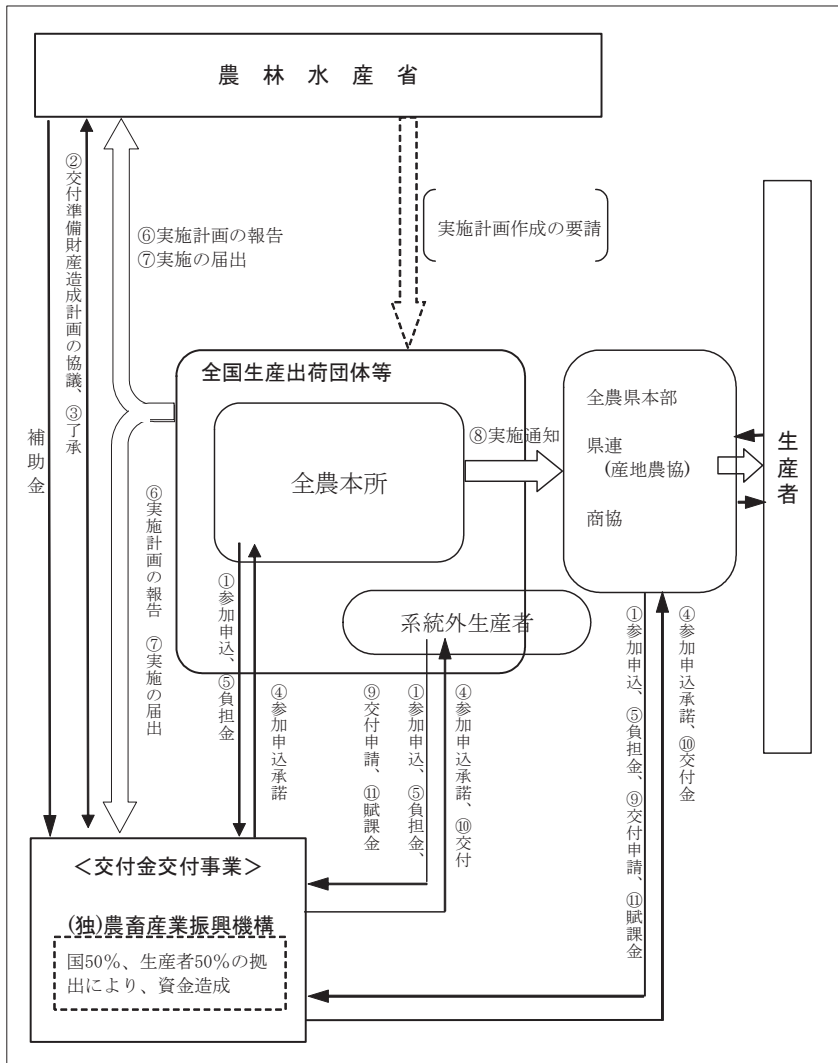 農林水産省
②交付準備財産造成計画の協議、③了承
⑥実施計画の報告
⑦実施の届出
実施計画作成の要請
補助金
全国生産出荷団体等
全農本所
⑧実施通知
全農県本部
県連
(産地農協)
商協
生産者
系統外生産者
⑥実施計画の報告 ⑦実施の届出
①参加申込、⑤負担金
④参加申込承諾
⑨交付申請、⑪賦課金
①参加申込、⑤負担金、
④参加申込承諾、⑩交付
①参加申込、⑤負担金、⑨交付申請、⑪賦課金
④参加申込承諾、⑩交付金
＜交付金交付事業＞
(独)農畜産業振興機構
国50%、生産者50%の拠
出により、資金造成